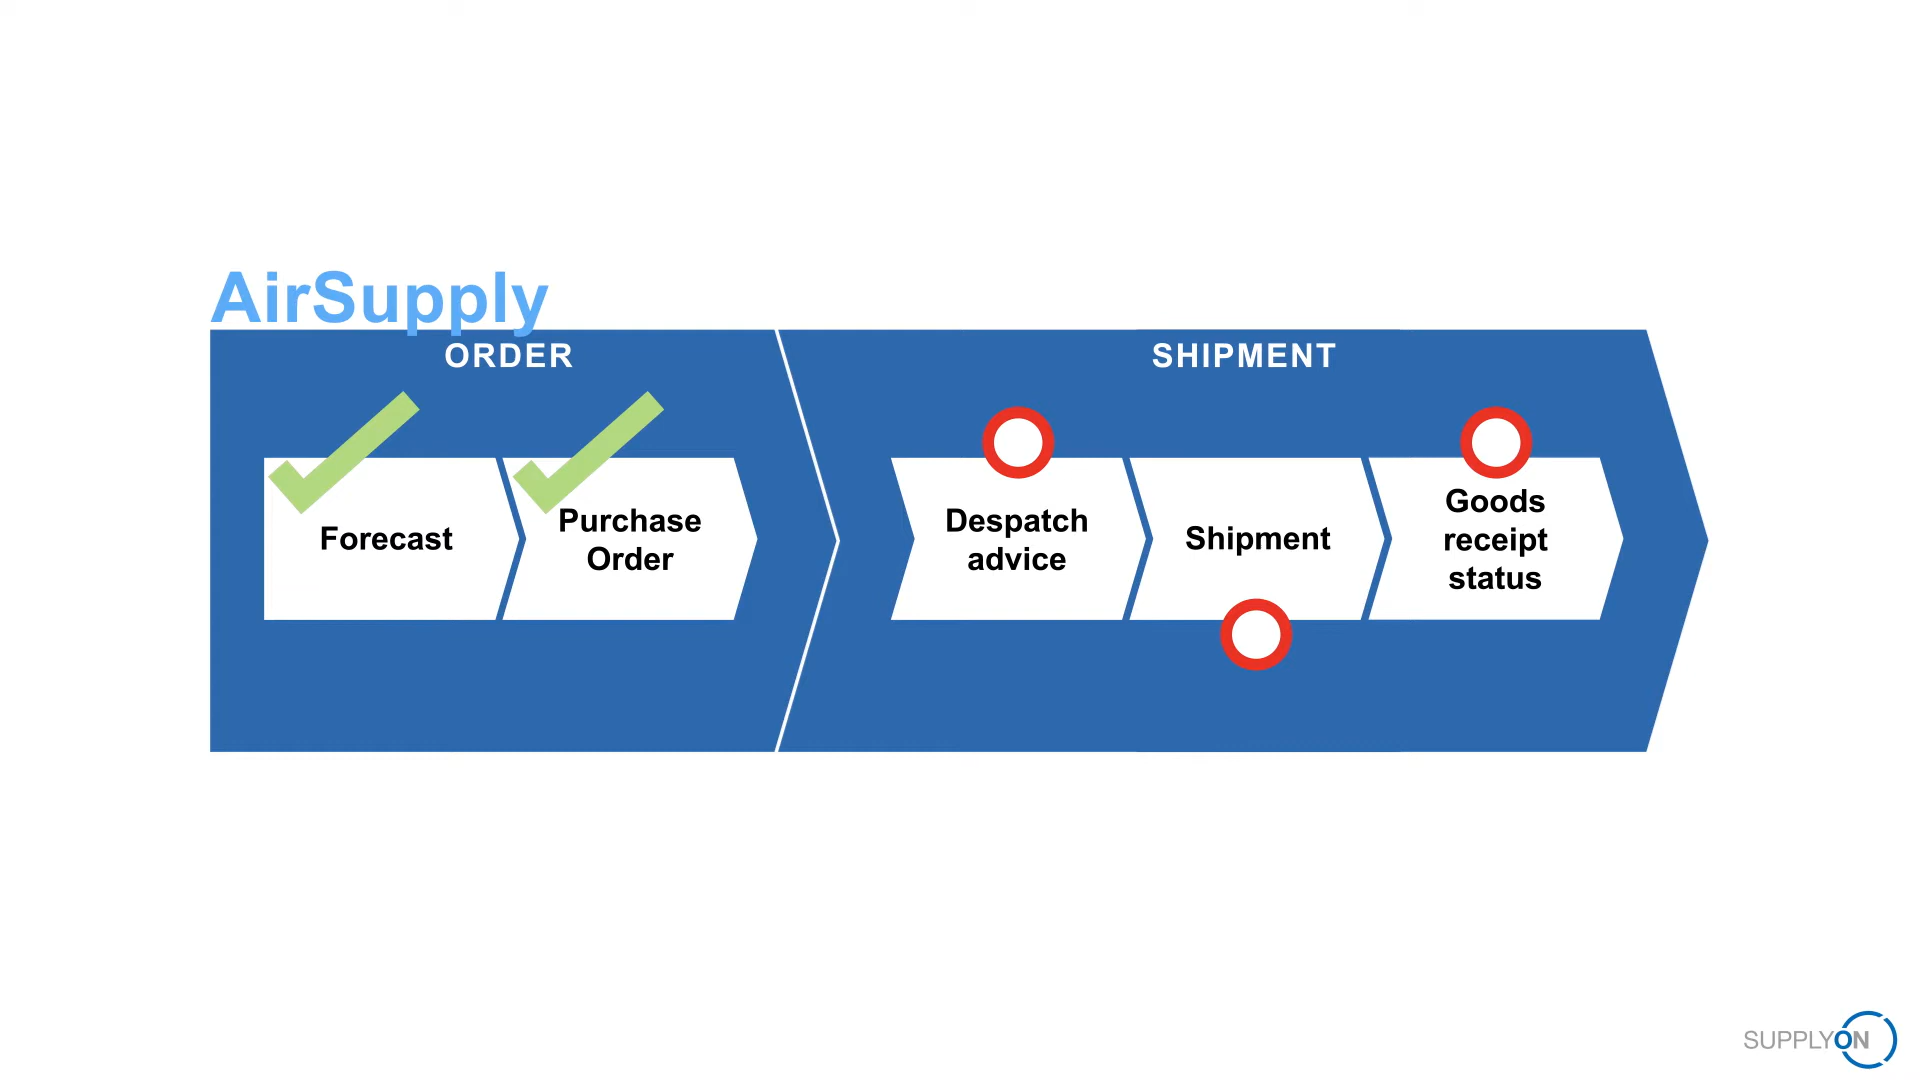 AirSupply
ORDER
SHIPMENT
Forecast
Purchase
Order
Despatch
advice
Shipment
Goods
receipt
status
SUPPLYON